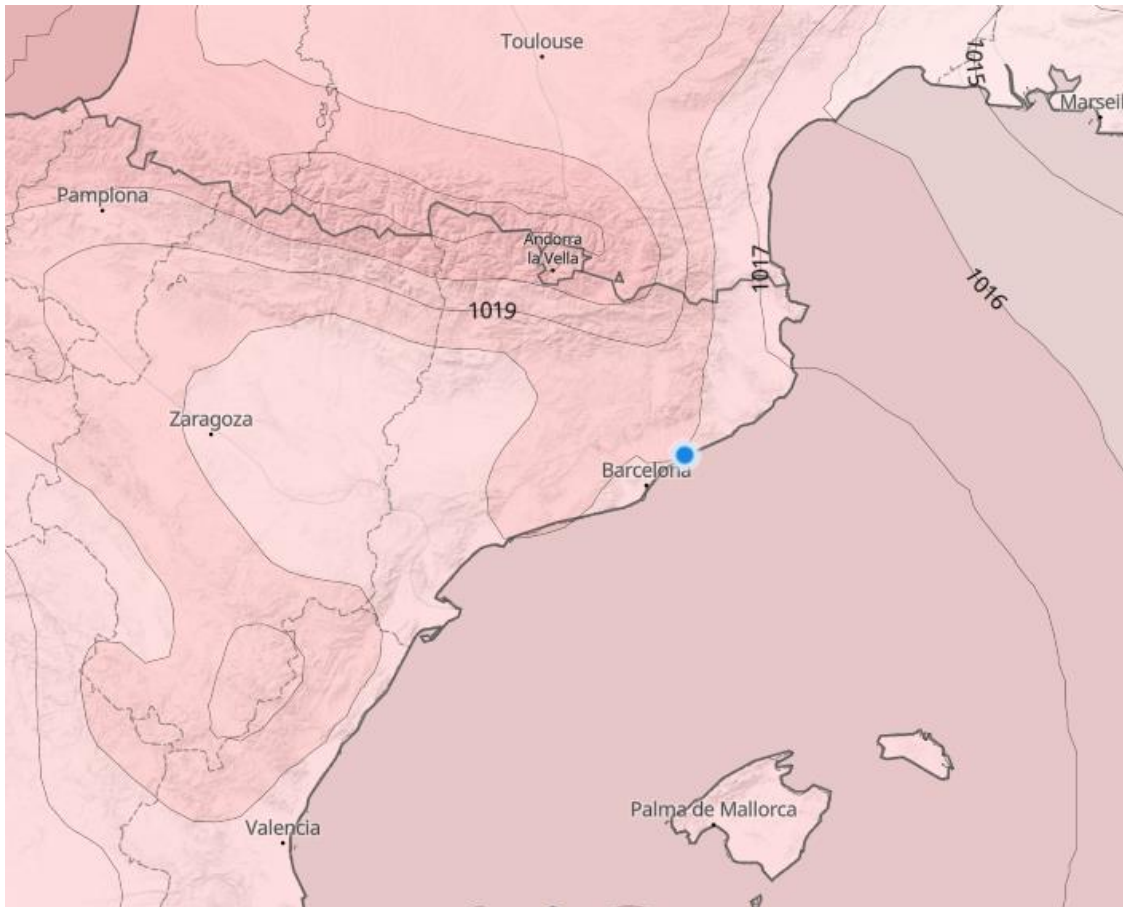 Toulouse
1015
Marseil
Pamplona
Andorra
la Vella
1017
1016
1019
Zaragoza
Barcelona
Palma de Mallorca
Valencia